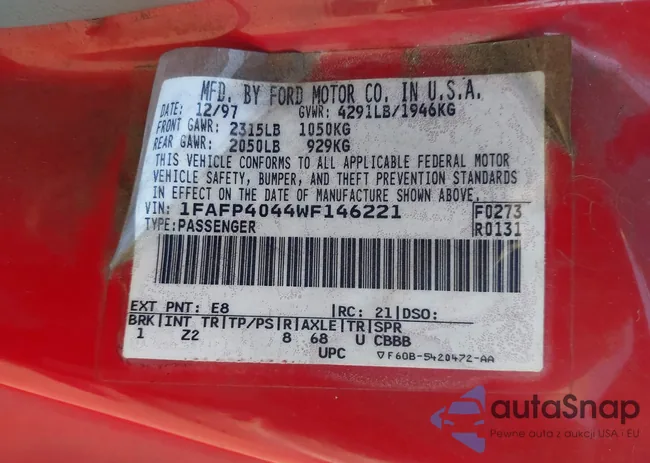 MFD. BY FORD MOTOR CO. IN U.S.A.
DATE: 12/97 GVWR: 4291LB/1946KG
FRONT GAWR: 2315LB 1050KG
REAR GAWR: 2050LB 929KG
THIS VEHICLE CONFORMS TO ALL APPLICABLE FEDERAL MOTOR
VEHICLE SAFETY, BUMPER, AND THEFT PREVENTION STANDARDS
IN EFFECT ON THE DATE OF MANUFACTURE SHOWN ABOVE.
VIN: 1FAFP4044WF146221 F0273
TYPE: PASSENGER R0131
EXT PNT: E8 RC: 21 DSO:
BRK INT TR TP/PS R AXLE TR SPR
1 Z2 8 68 U CBBB
UPC F60B-5420472-AA
autaSnap
Pewne auta z aukcji USA i EU